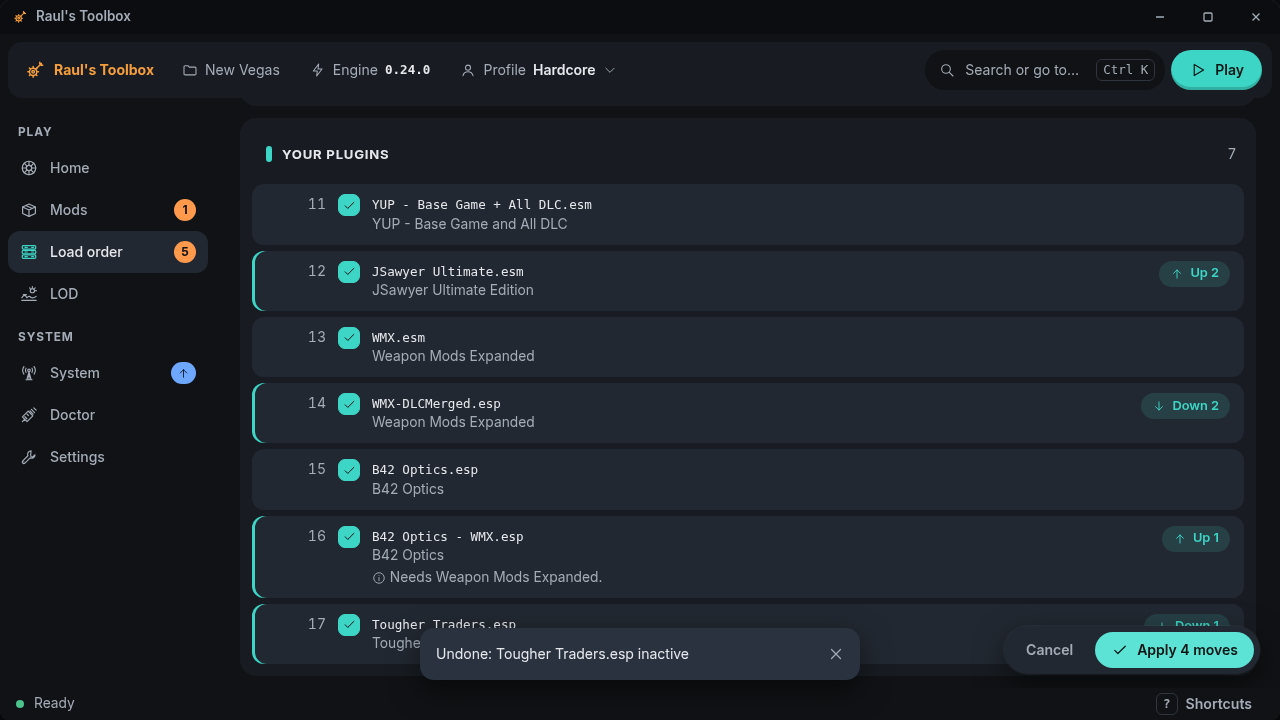 Raul's Toolbox
Raul's Toolbox
New Vegas
Engine 0.24.0
Profile Hardcore
Search or go to...
Ctrl K
Play
PLAY
Home
Mods
1
Load order
5
LOD
SYSTEM
System
Doctor
Settings
YOUR PLUGINS
7
11
YUP - Base Game + All DLC.esm
YUP - Base Game and All DLC
12
JSawyer Ultimate.esm
JSawyer Ultimate Edition
Up 2
13
WMX.esm
Weapon Mods Expanded
14
WMX-DLCMerged.esp
Weapon Mods Expanded
Down 2
15
B42 Optics.esp
B42 Optics
16
B42 Optics - WMX.esp
B42 Optics
Needs Weapon Mods Expanded.
Up 1
17
Tougher Traders.esp
Down 1
Undone: Tougher Traders.esp inactive
Cancel
Apply 4 moves
Ready
? Shortcuts